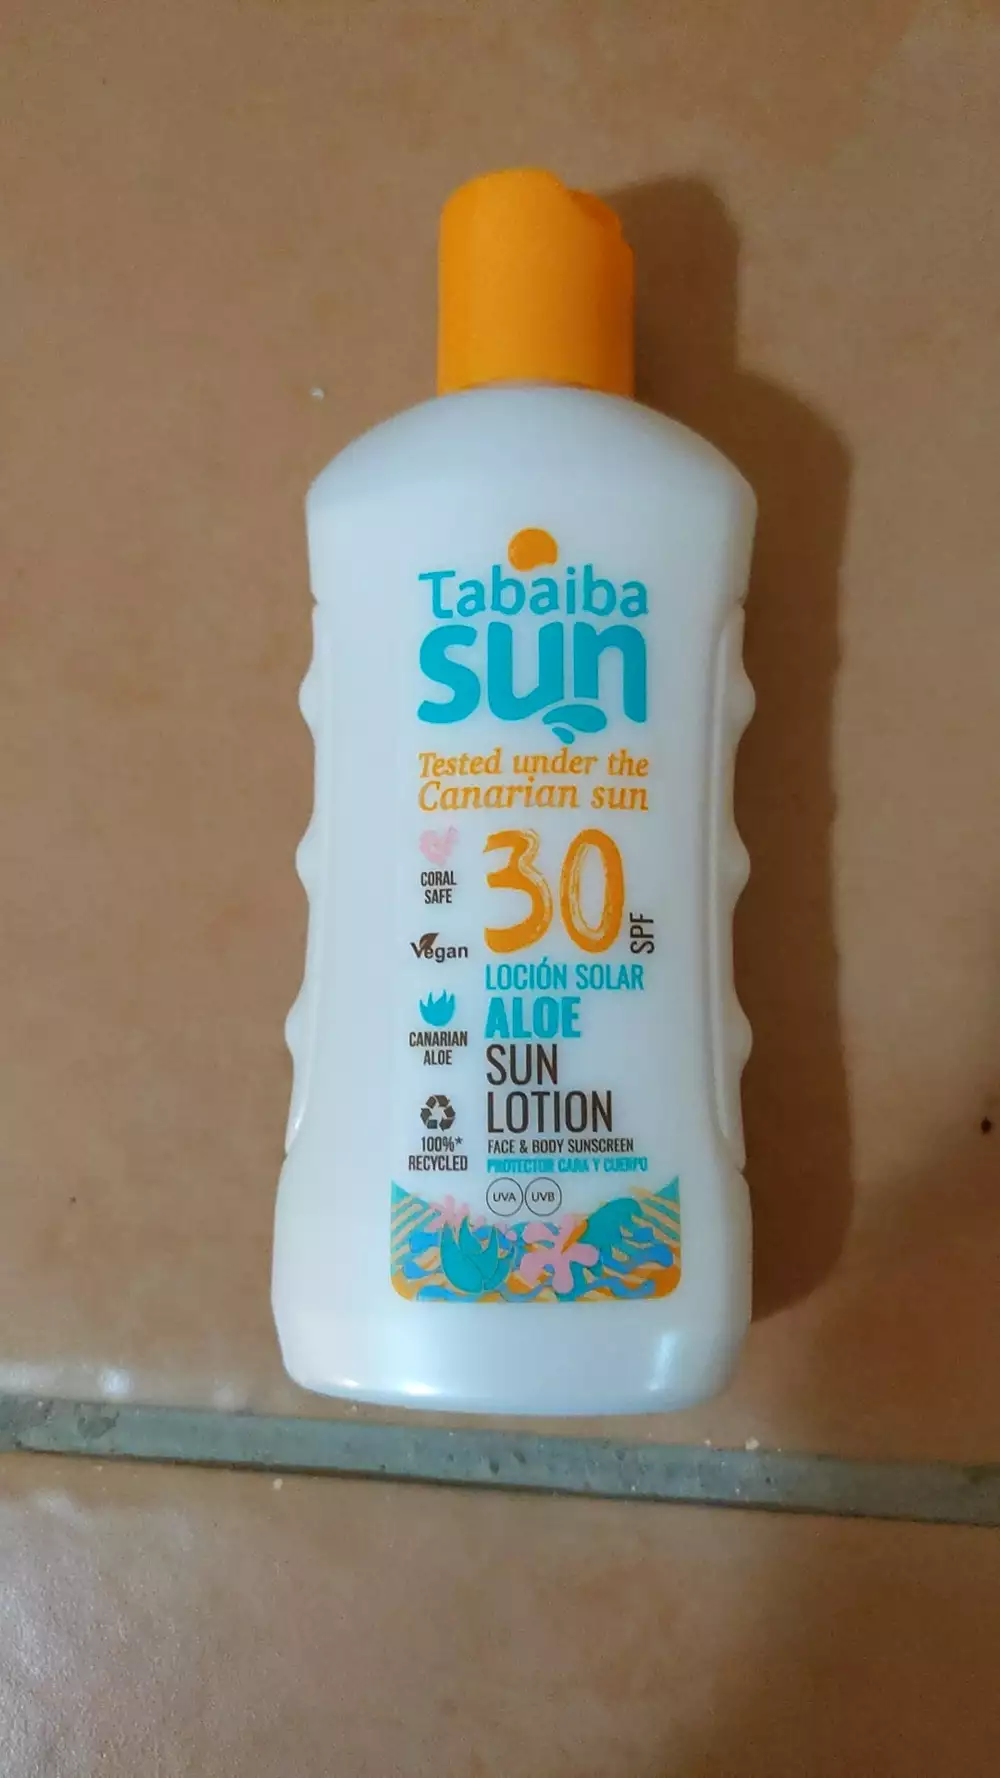 Tabaiba
sun
Tested under the
Canarian sun
CORAL
SAFE
Vegan
CANARIAN
ALOE
100%*
RECYCLED
30
SPF
LOCIÓN SOLAR
ALOE
SUN
LOTION
FACE & BODY SUNSCREEN
PROTECTOR CARA Y CUERPO
UVA UVB